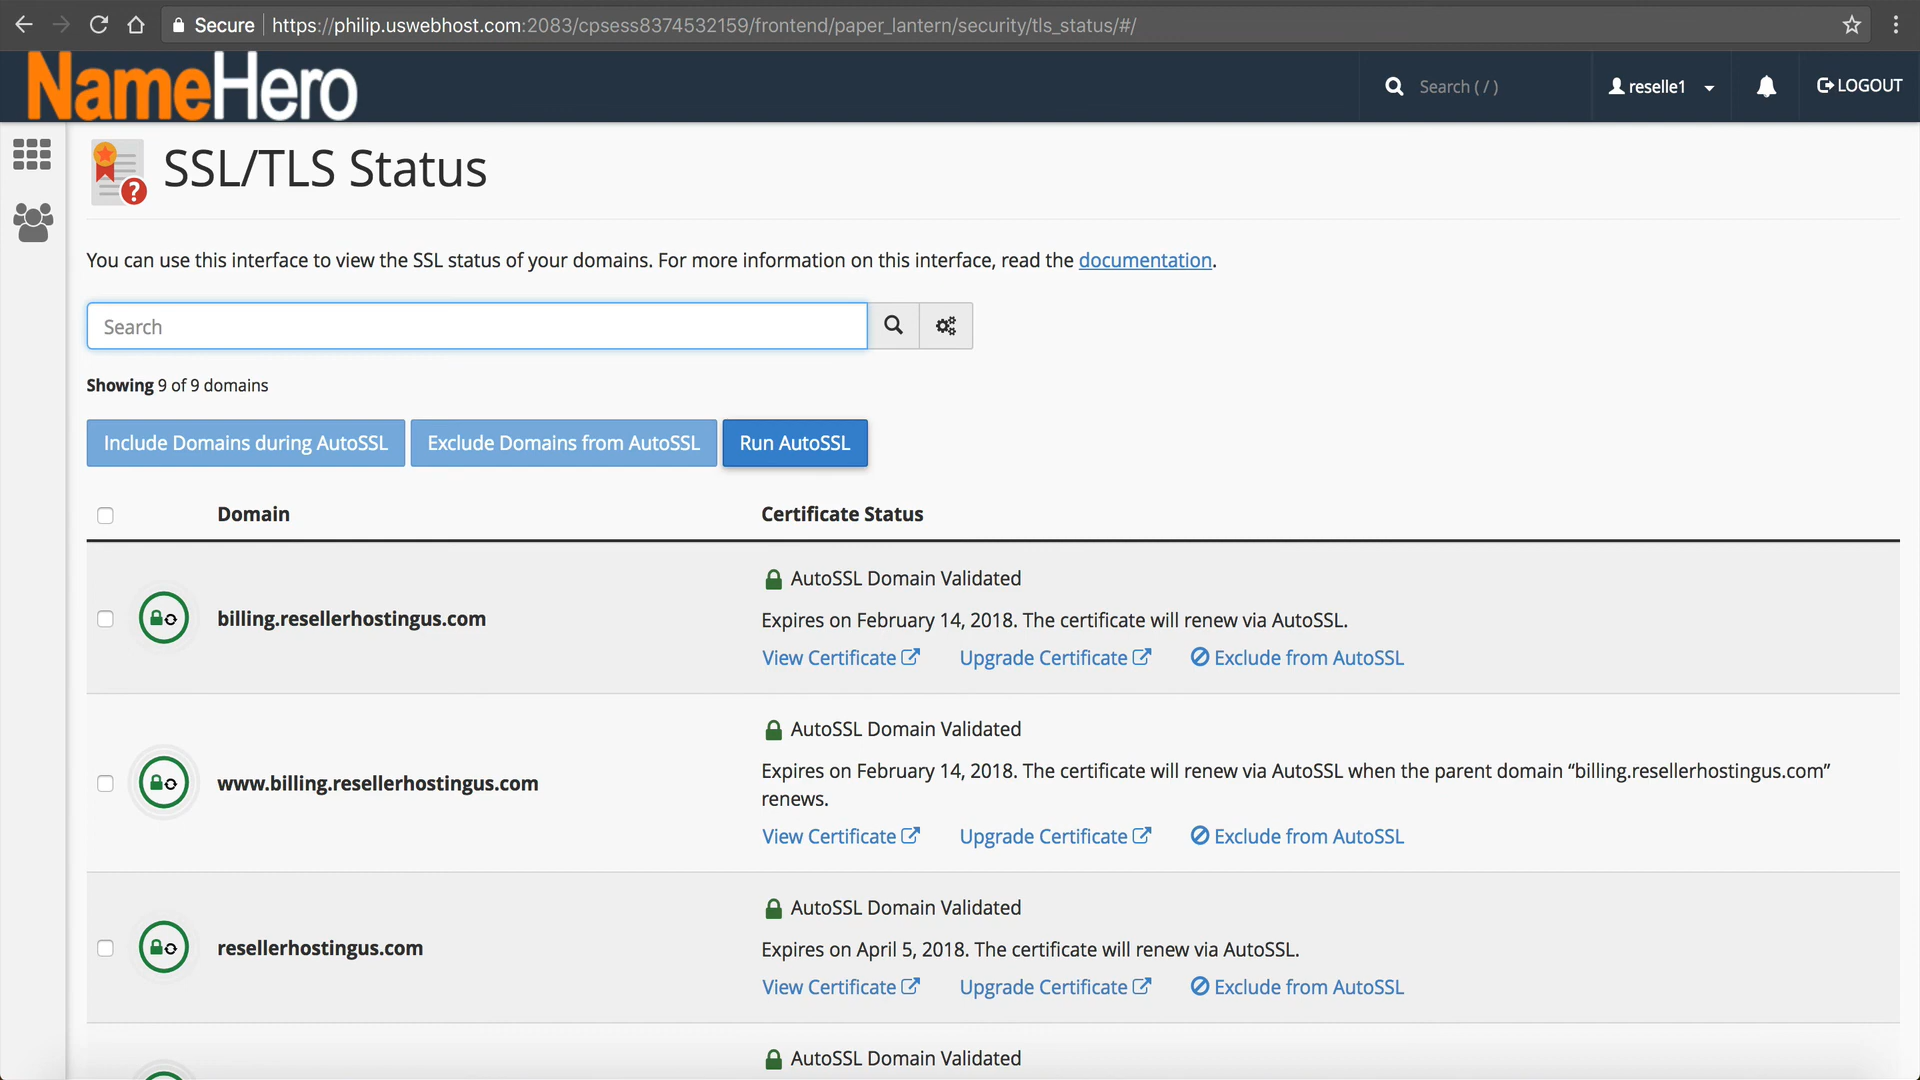 Secure https://philip.uswebhost.com:2083/cpsess8374532159/frontend/paper_lantern/security/tls_status/#/
NameHero
Search ( / )
reselle1
LOGOUT
SSL/TLS Status
You can use this interface to view the SSL status of your domains. For more information on this interface, read the documentation.
Search
Showing 9 of 9 domains
Include Domains during AutoSSL Exclude Domains from AutoSSL Run AutoSSL
Domain Certificate Status
AutoSSL Domain Validated
billing.resellerhostingus.com
Expires on February 14, 2018. The certificate will renew via AutoSSL.
View Certificate Upgrade Certificate Exclude from AutoSSL
AutoSSL Domain Validated
www.billing.resellerhostingus.com
Expires on February 14, 2018. The certificate will renew via AutoSSL when the parent domain “billing.resellerhostingus.com”
renews.
View Certificate Upgrade Certificate Exclude from AutoSSL
AutoSSL Domain Validated
resellerhostingus.com
Expires on April 5, 2018. The certificate will renew via AutoSSL.
View Certificate Upgrade Certificate Exclude from AutoSSL
AutoSSL Domain Validated